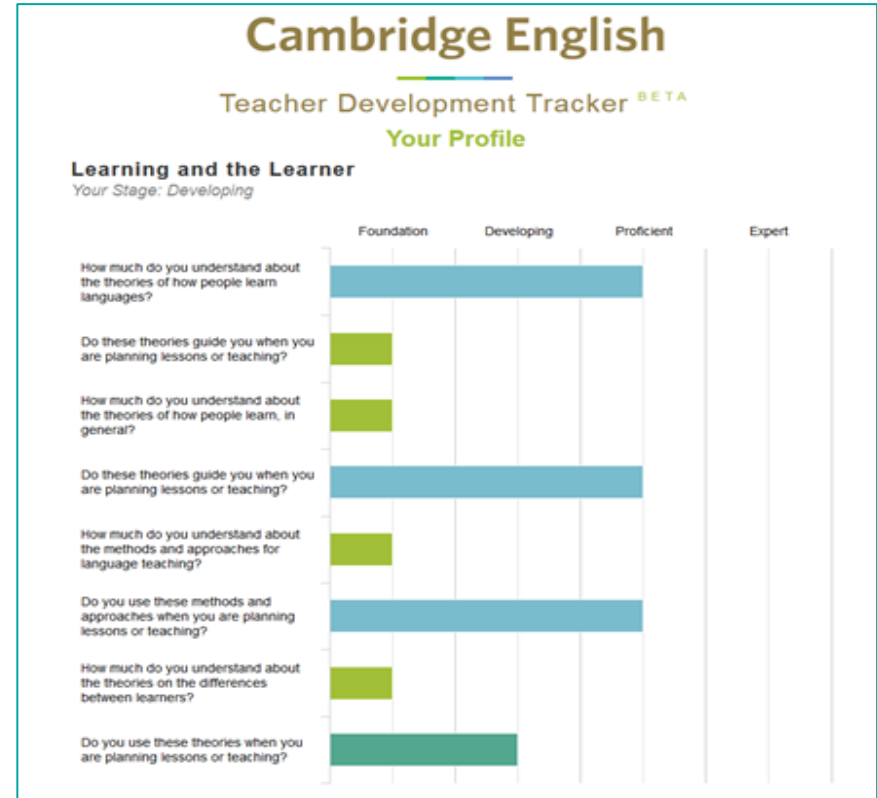 Cambridge English
Teacher Development Tracker BETA
Your Profile
Learning and the Learner
Your Stage: Developing
Foundation Developing Proficient Expert
How much do you understand about
the theories of how people learn
languages?
Do these theories guide you when you
are planning lessons or teaching?
How much do you understand about
the theories of how people learn, in
general?
Do these theories guide you when you
are planning lessons or teaching?
How much do you understand about
the methods and approaches for
language teaching?
Do you use these methods and
approaches when you are planning
lessons or teaching?
How much do you understand about
the theories on the differences
between learners?
Do you use these theories when you
are planning lessons or teaching?